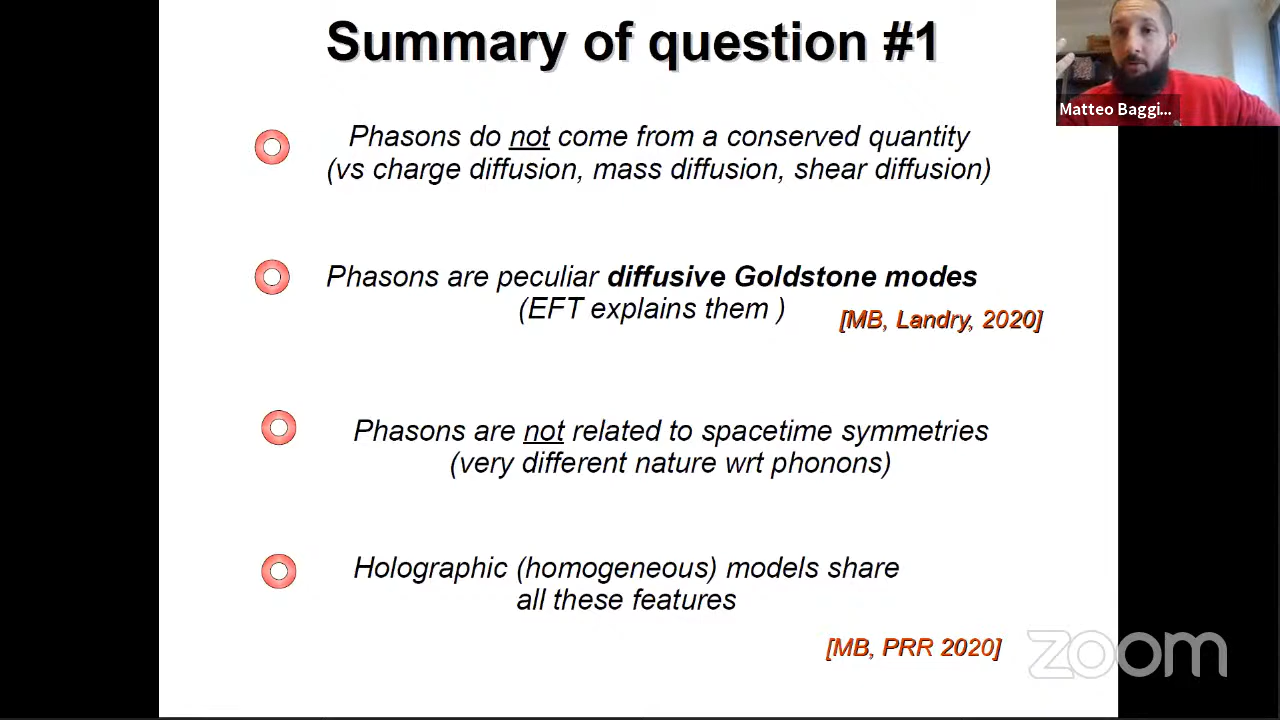 Summary of question #1
Matteo Baggi...
Phasons do not come from a conserved quantity
(vs charge diffusion, mass diffusion, shear diffusion)
Phasons are peculiar diffusive Goldstone modes
(EFT explains them )
[MB, Landry, 2020]
Phasons are not related to spacetime symmetries
(very different nature wrt phonons)
Holographic (homogeneous) models share
all these features
[MB, PRR 2020]
zoom